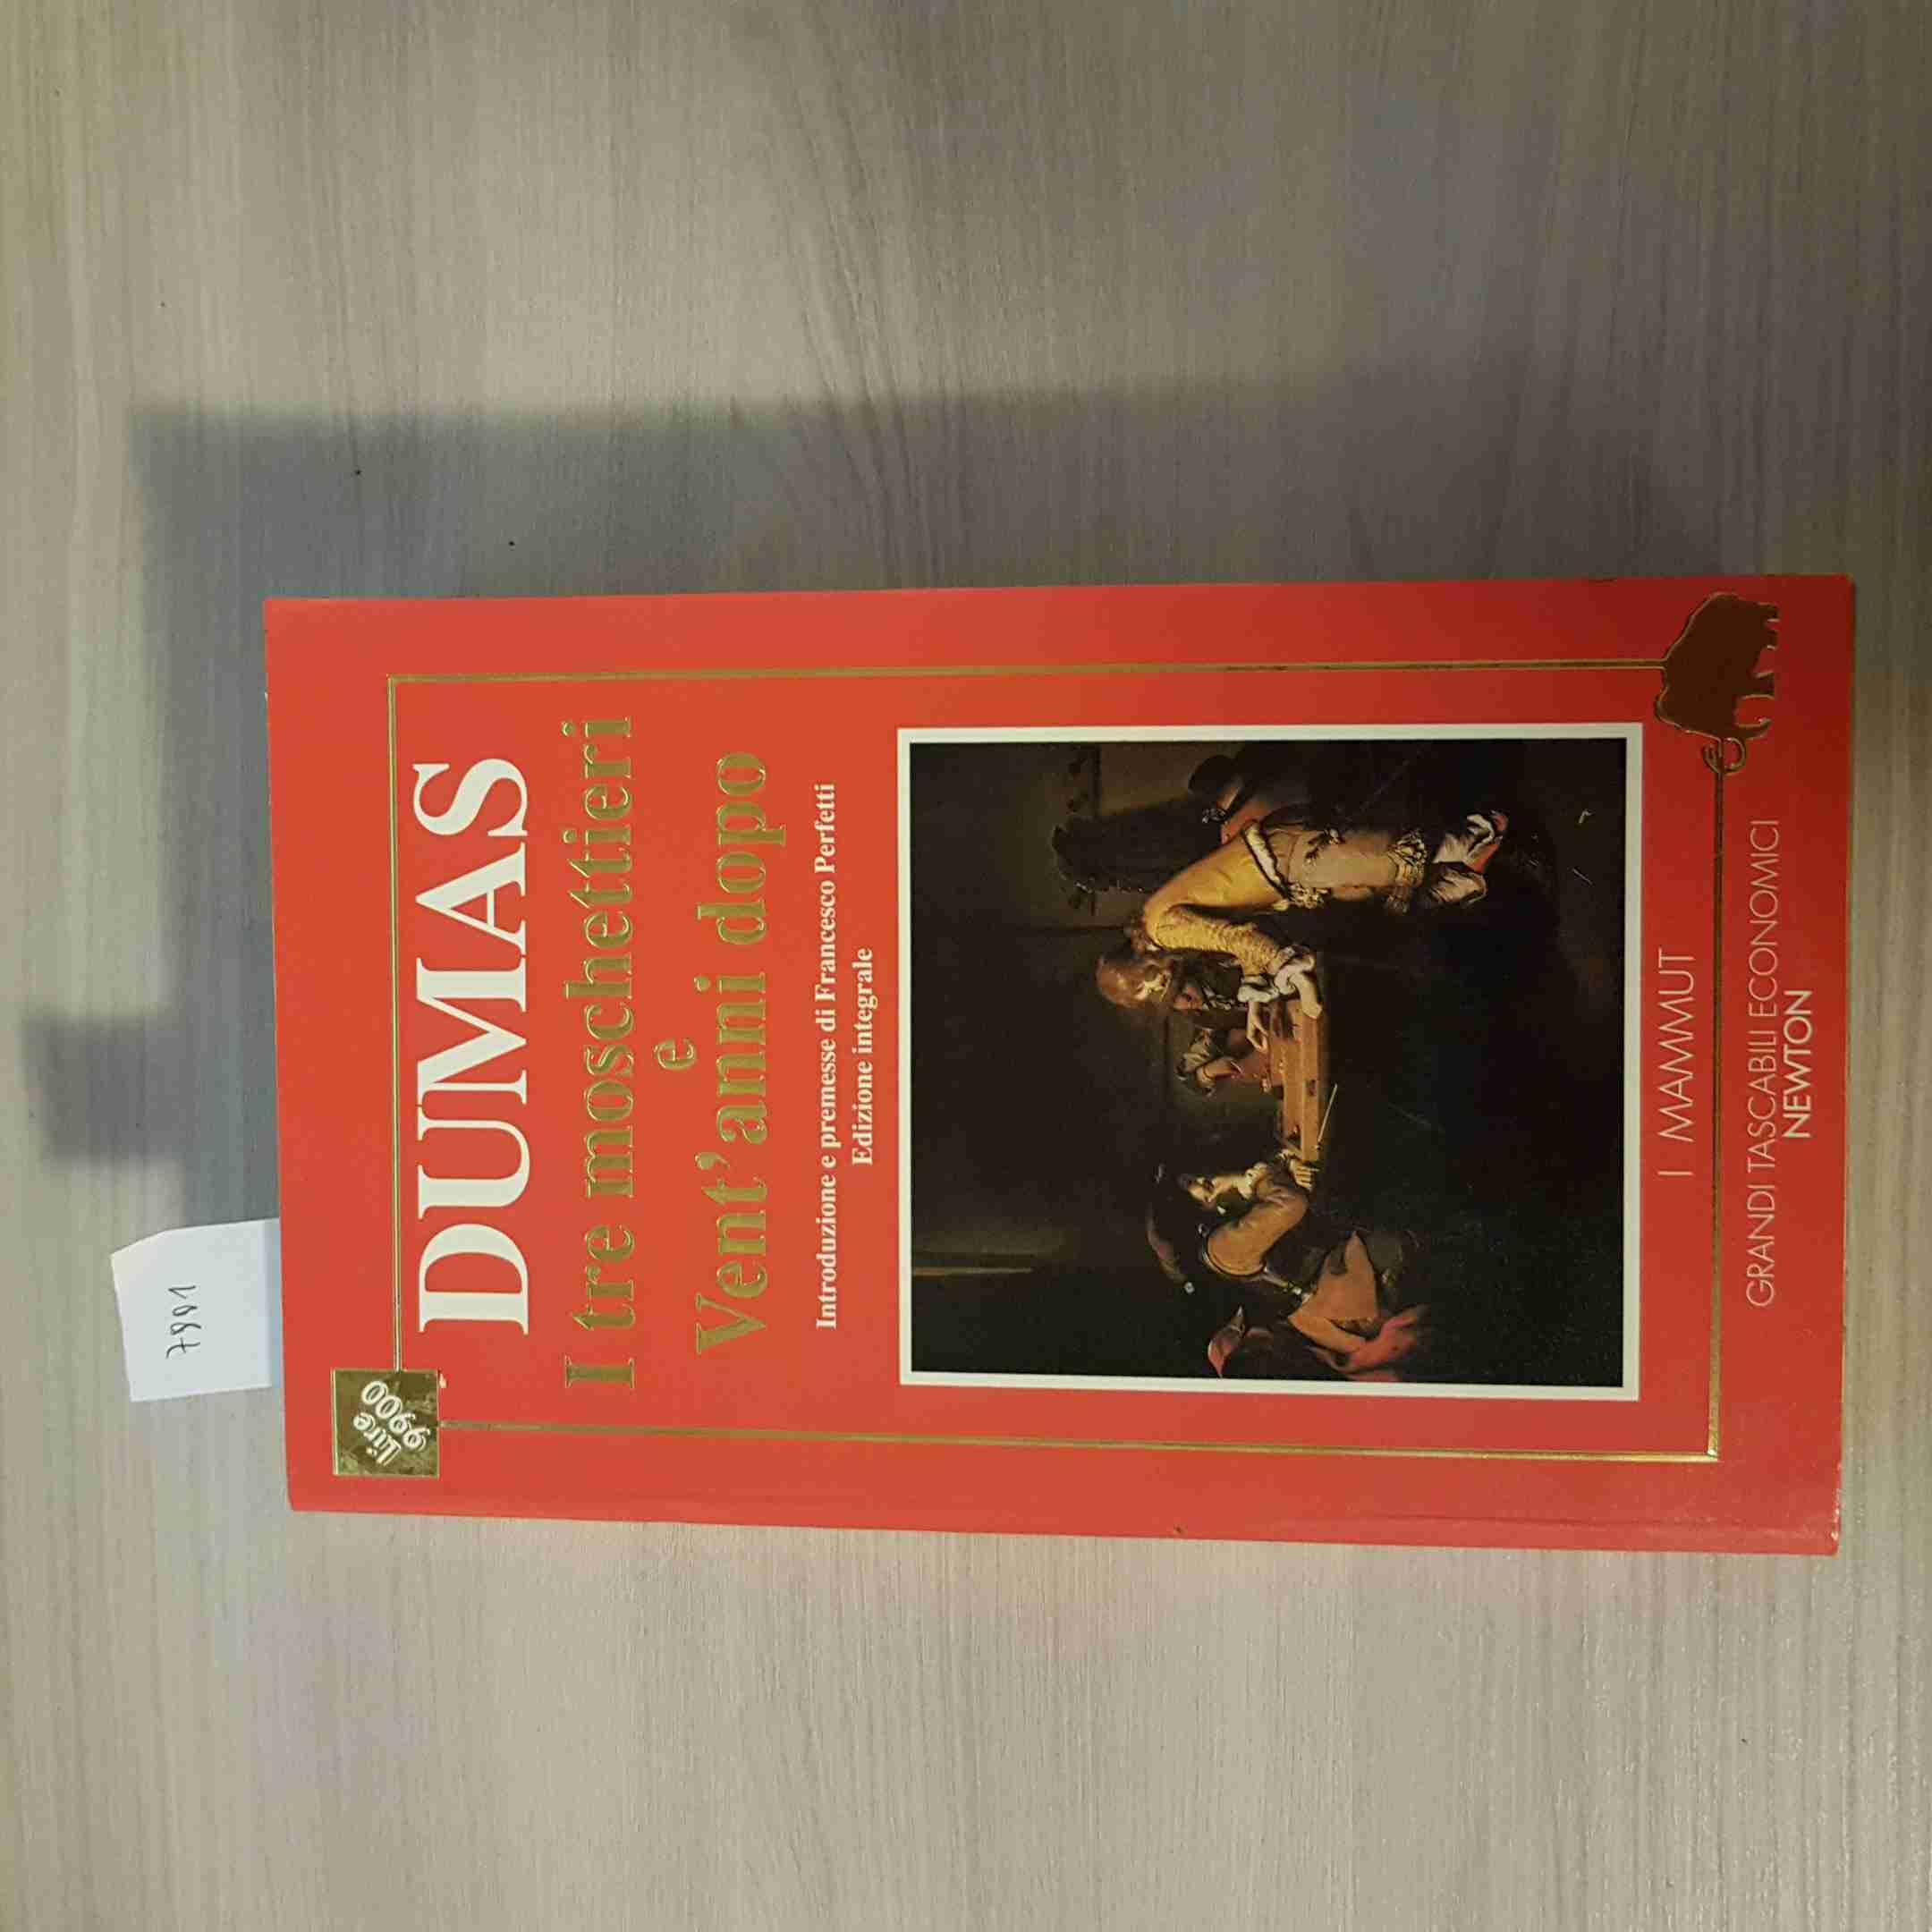 7881
Lire
9900
DUMAS
I tre moschettieri
e
Vent'anni dopo
Introduzione e premesse di Francesco Perfetti
Edizione integrale
I MAMMUT
GRANDI TASCABILI ECONOMICI
NEWTON